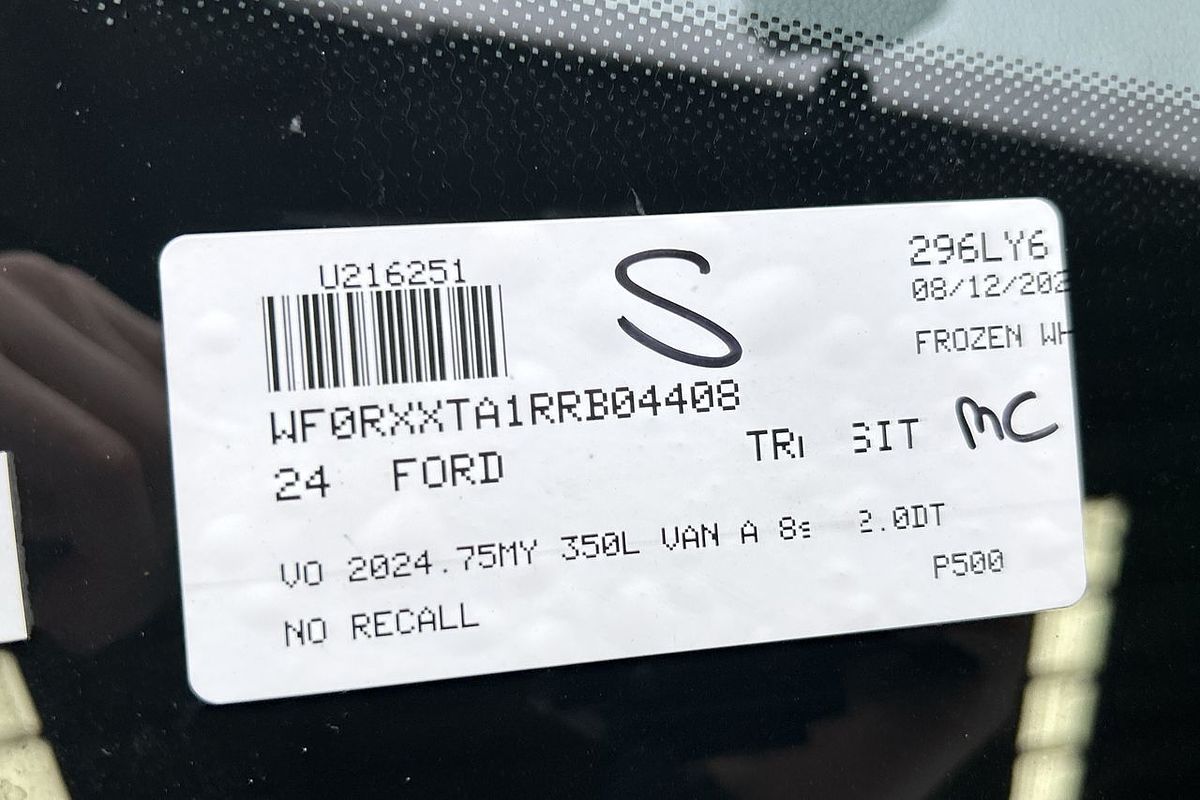 U216251
S
296LY6
08/12/202
FROZEN WH
WF0RXXTA1RRB04408
24 FORD
MC
VO 2024.75MY 350L VAN A 2.0DT
P500
NO RECALL